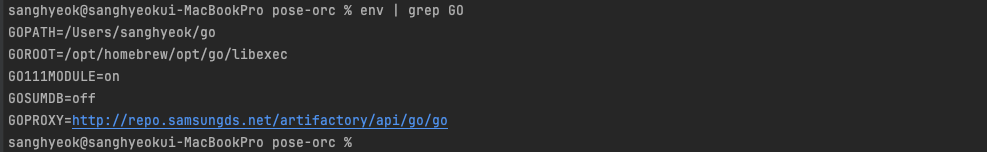 sanghyeok@sanghyeokui-MacBookPro pose-orc % env | grep GO
GOPATH=/Users/sanghyeok/go
GOROOT=/opt/homebrew/opt/go/libexec
GO111MODULE=on
GOSUMDB=off
GOPROXY=http://repo.samsungds.net/artifactory/api/go/go
sanghyeok@sanghyeokui-MacBookPro pose-orc %